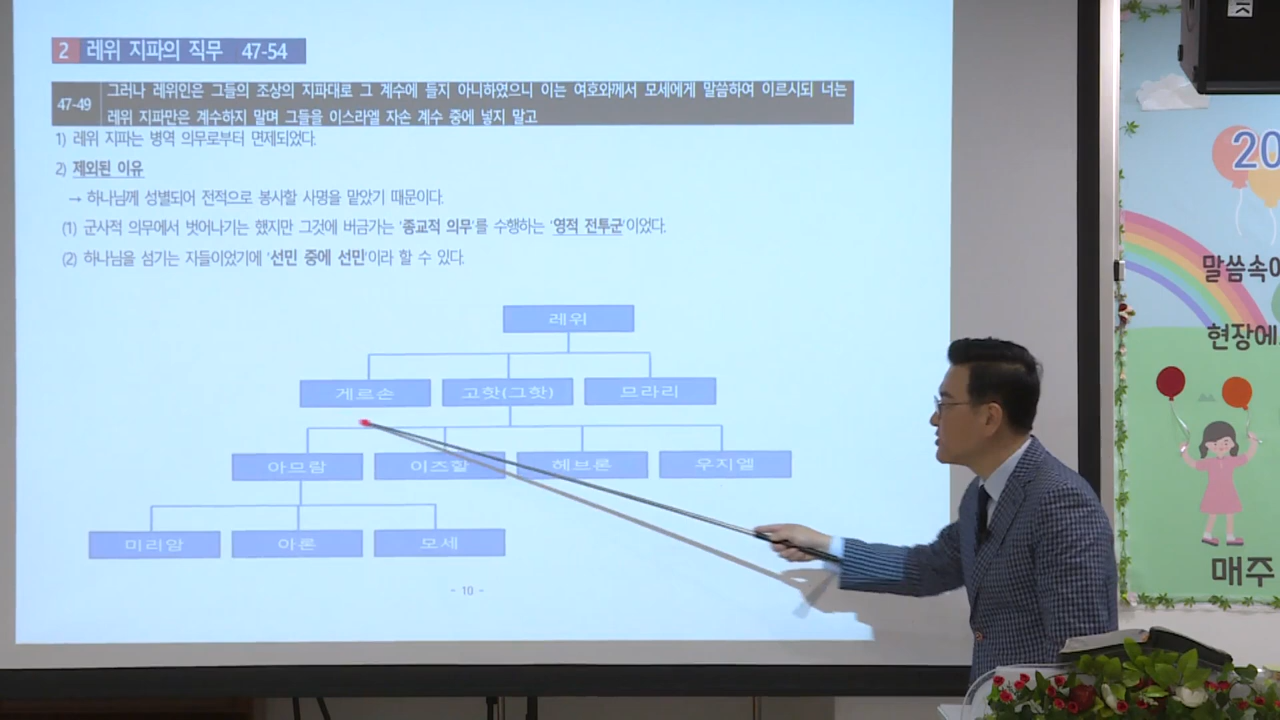 2 레위 지파의 직무 47-54
47-49 그러나 레위인은 그들의 조상의 지파대로 그 계수에 들지 아니하였으니 이는 여호와께서 모세에게 말씀하여 이르시되 너는
레위 지파만은 계수하지 말며 그들을 이스라엘 자손 계수 중에 넣지 말고
1) 레위 지파는 병역 의무로부터 면제되었다.
2) 제외된 이유
→ 하나님께 성별되어 전적으로 봉사할 사명을 맡았기 때문이다.
(1) 군사적 의무에서 벗어나기는 했지만 그것에 버금가는 '종교적 의무'를 수행하는 '영적 전투군'이었다.
(2) 하나님을 섬기는 자들이었기에 '선민 중에 선민'이라 할 수 있다.
레위
게르손 고핫(그핫) 므라리
아므람 이즈할 헤브론 우지엘
미리암 아론 모세
- 10 -
20
말씀속에
현장에
매주